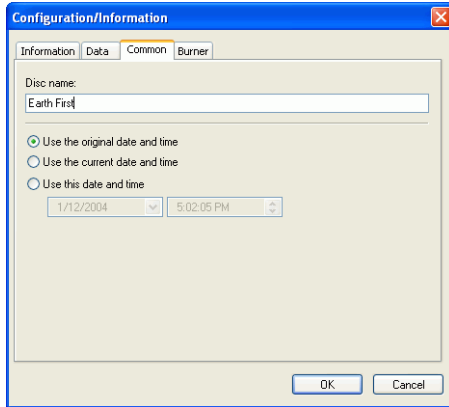 Configuration/Information
Information Data Common Burner
Disc name:
Earth First
Use the original date and time
Use the current date and time
Use this date and time
1/12/2004 5:02:05 PM
OK Cancel